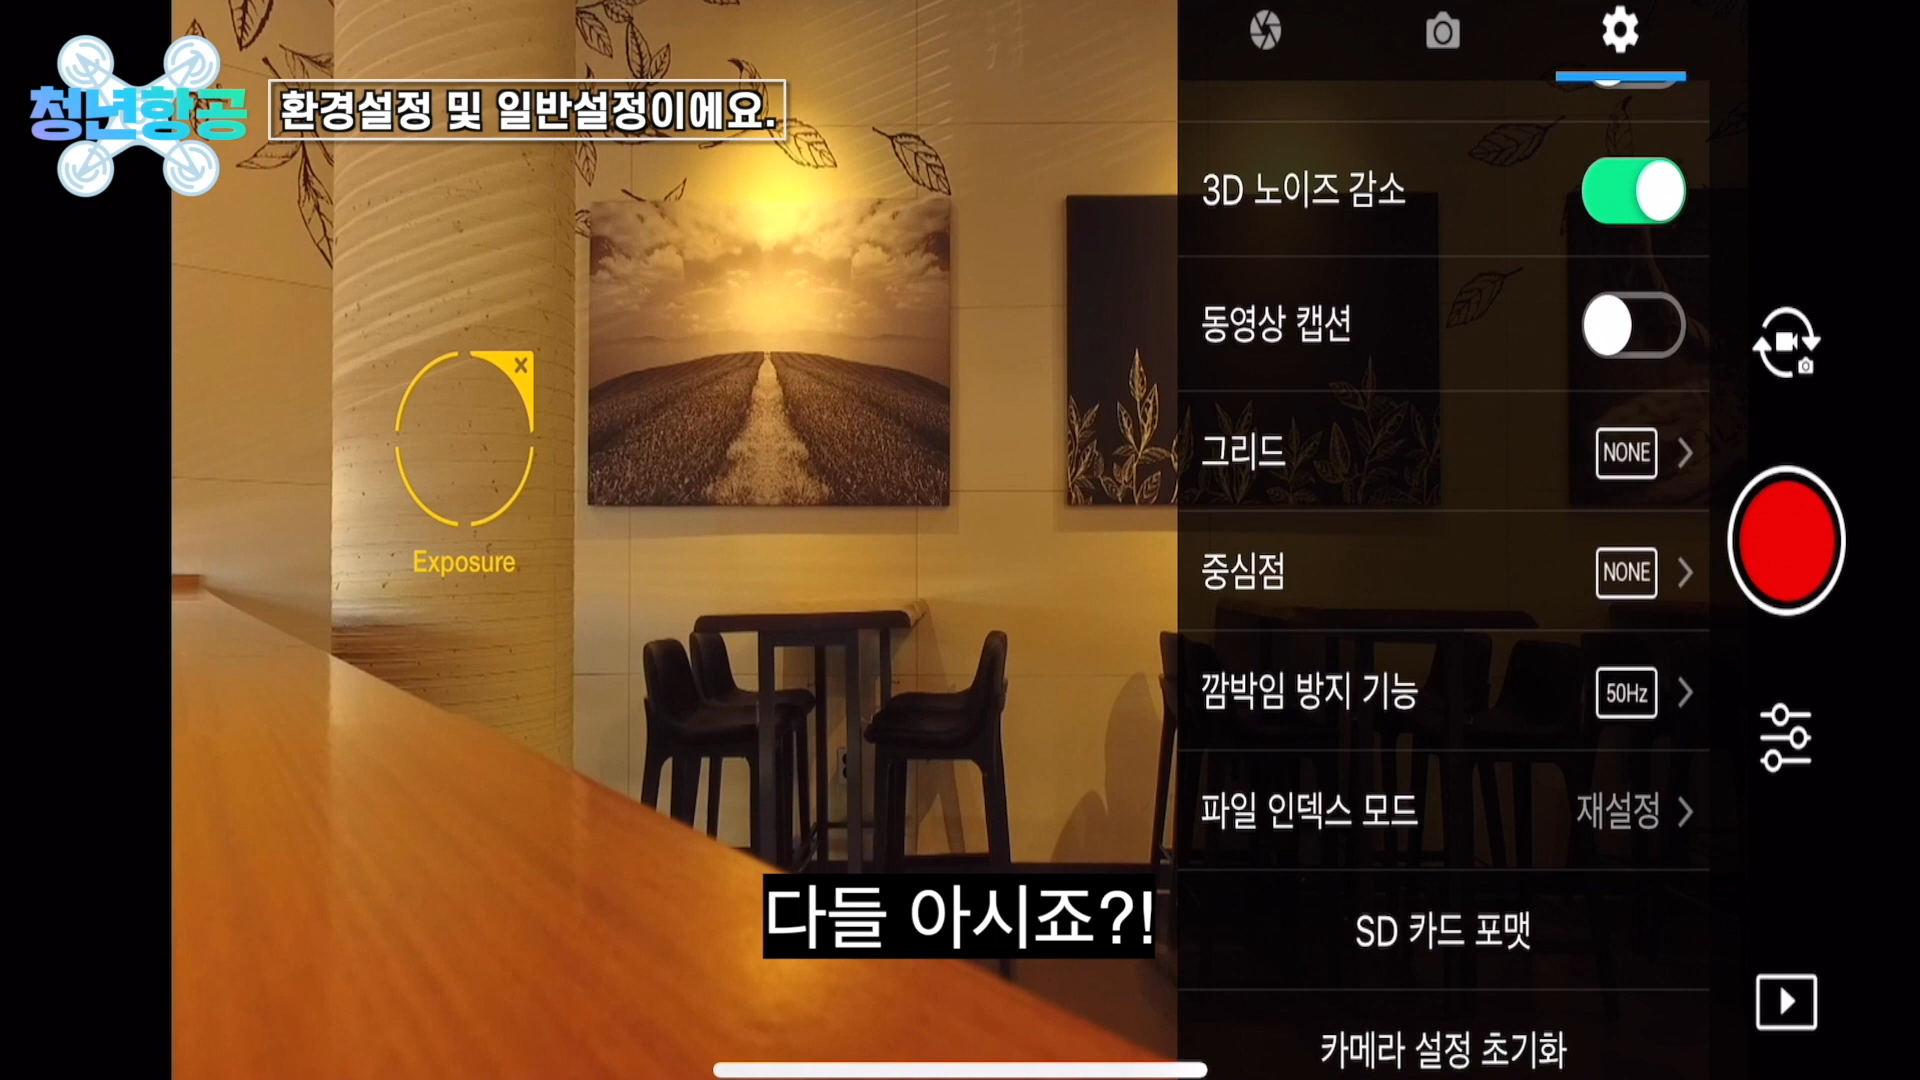 청년항공
환경설정 및 일반설정이에요.
Exposure
3D 노이즈 감소
동영상 캡션
그리드
NONE
중심점
NONE
깜박임 방지 기능
50Hz
파일 인덱스 모드
재설정
SD 카드 포맷
카메라 설정 초기화
다들 아시죠?!